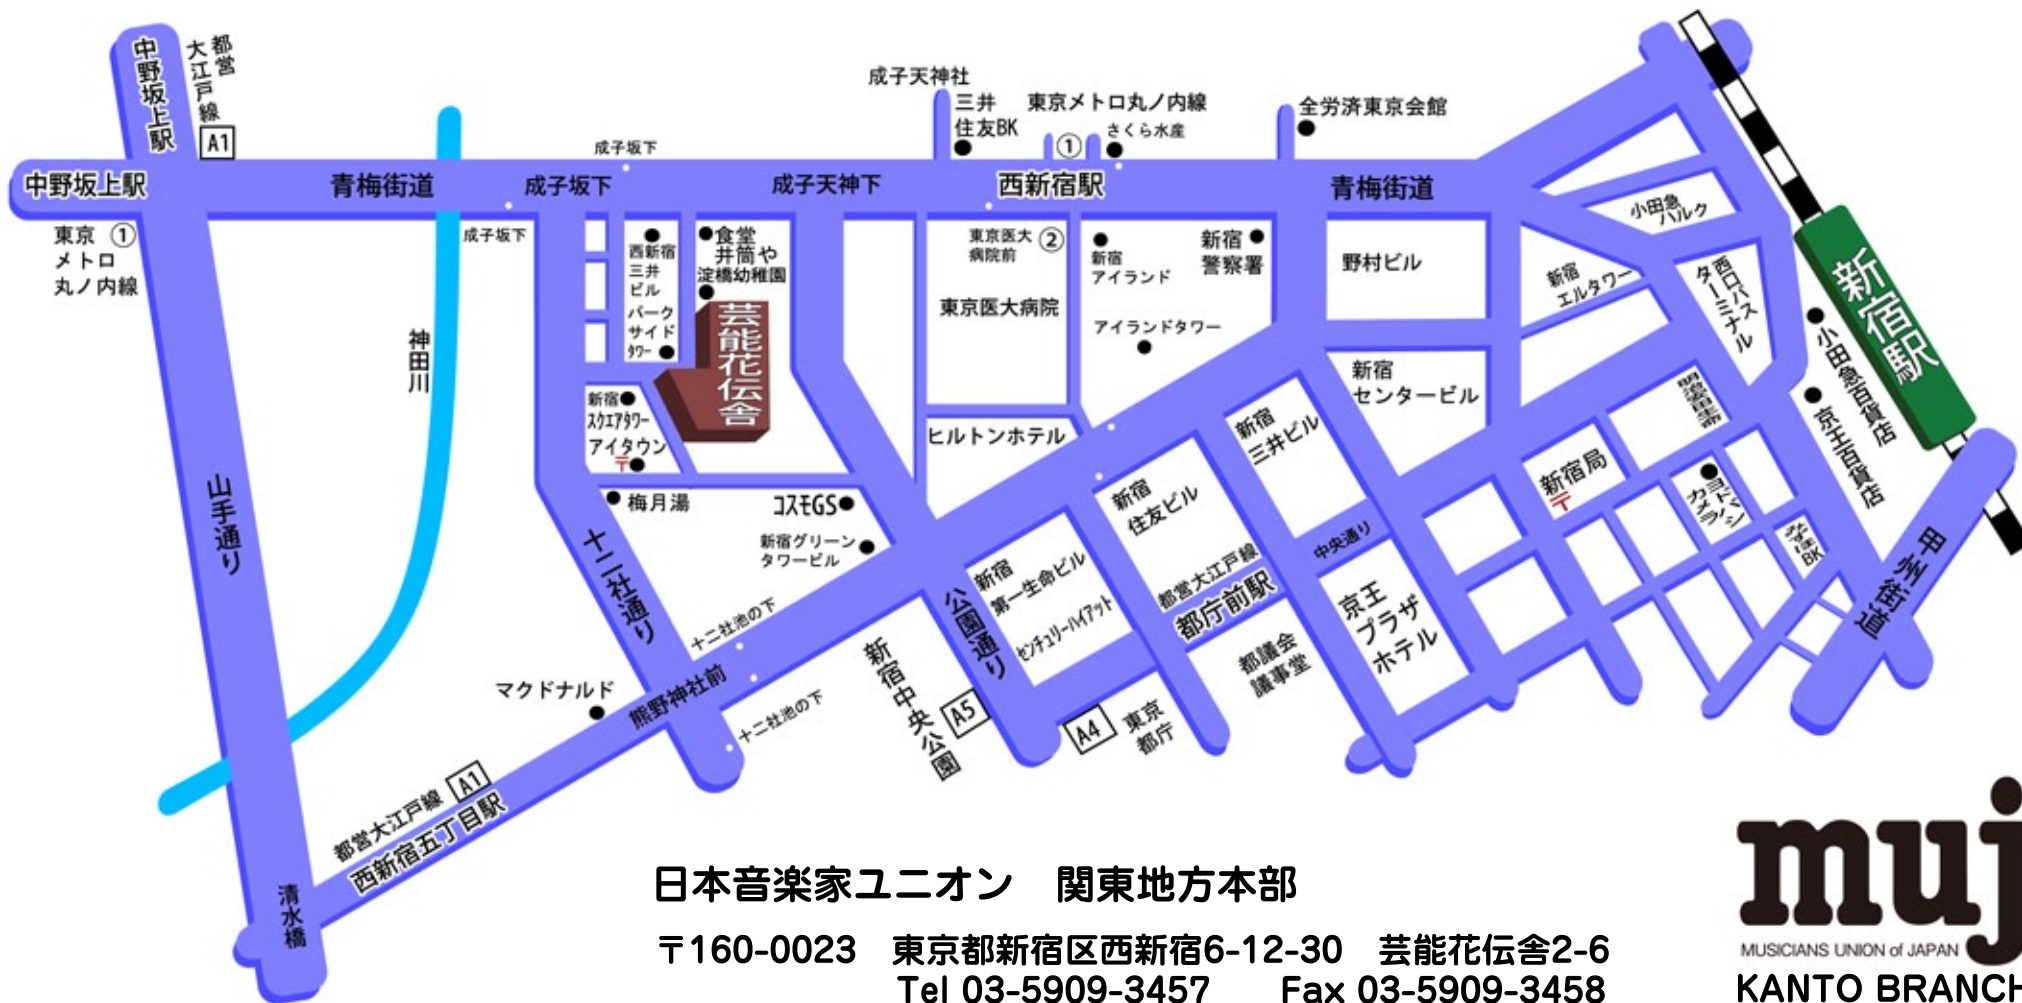 中野坂上駅
都営
大江戸線
A1
中野坂上駅
東京 ①
メトロ
丸ノ内線
青梅街道
神田川
山手通り
清水橋
成子坂下
成子坂下
成子坂下
成子天神下
成子天神社
三井
住友BK
東京メトロ丸ノ内線
①
さくら水産
西新宿駅
全労済東京会館
青梅街道
西新宿
三井
ビル
パーク
サイド
タワー
食堂
井筒や
淀橋幼稚園
芸能花伝舎
新宿
スクエアタワー
アイタウン
〒
梅月湯
コスモGS
新宿グリーン
タワービル
十二社通り
十二社池の下
十二社池の下
熊野神社前
マクドナルド
都営大江戸線 A1
西新宿五丁目駅
東京医大
病院前
②
東京医大病院
ヒルトンホテル
新宿
アイランド
アイランドタワー
新宿
警察署
野村ビル
新宿
センタービル
新宿
三井ビル
新宿
住友ビル
新宿
第一生命ビル
センチュリーハイアット
公園通り
新宿中央公園
A5
A4
東京
都庁
都営大江戸線
都庁前駅
都議会
議事堂
中央通り
京王
プラザ
ホテル
小田急
ハルク
新宿
エルタワー
西口バス
ターミナル
新宿駅
小田急百貨店
京王百貨店
明治安田生命
新宿局
〒
ヨドバシ
カメラ
みずほ
BK
甲州街道
日本音楽家ユニオン 関東地方本部
〒160-0023 東京都新宿区西新宿6-12-30 芸能花伝舎2-6
Tel 03-5909-3457 Fax 03-5909-3458
muj
MUSICIANS UNION of JAPAN
KANTO BRANCH